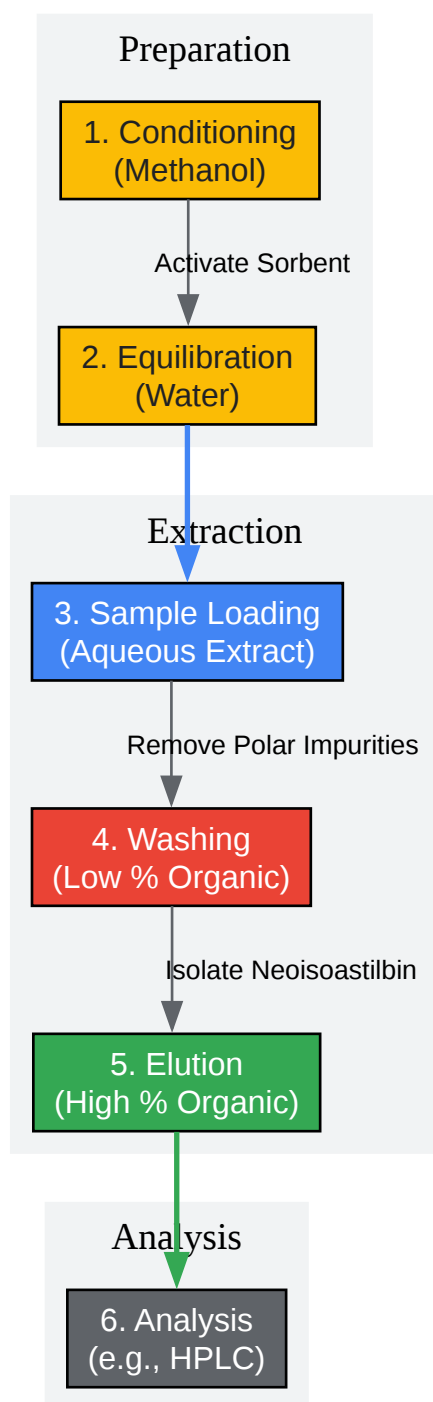 Preparation
1. Conditioning
(Methanol)
Activate Sorbent
2. Equilibration
(Water)
Extraction
3. Sample Loading
(Aqueous Extract)
Remove Polar Impurities
4. Washing
(Low % Organic)
Isolate Neoisoastilbin
5. Elution
(High % Organic)
Analysis
6. Analysis
(e.g., HPLC)